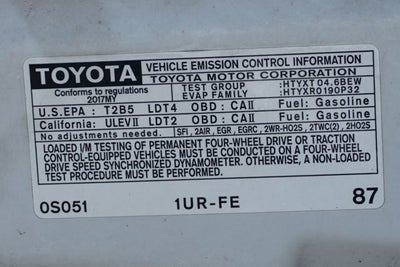 TOYOTA
VEHICLE EMISSION CONTROL INFORMATION
TOYOTA MOTOR CORPORATION
Conforms to regulations
2017MY
TEST GROUP :HTYXT04.6BEW
EVAP FAMILY :HTYXR0190P32
U.S.EPA : T2B5 LDT4 OBD : CAII Fuel: Gasoline
California: ULEVII LDT2 OBD : CAII Fuel: Gasoline
No adjustments needed.
SFI , 2AIR , EGR , EGRC , 2WR-HO2S , 2TWC(2) , 2HO2S
LOADED I/M TESTING OF PERMANENT FOUR-WHEEL DRIVE OR TRACTION
CONTROL-EQUIPPED VEHICLES MUST BE CONDUCTED ON A FOUR-WHEEL
DRIVE SPEED SYNCHRONIZED DYNAMOMETER. OTHERWISE, A NON-LOADED
TEST MUST BE CONDUCTED.
0S051 1UR-FE 87